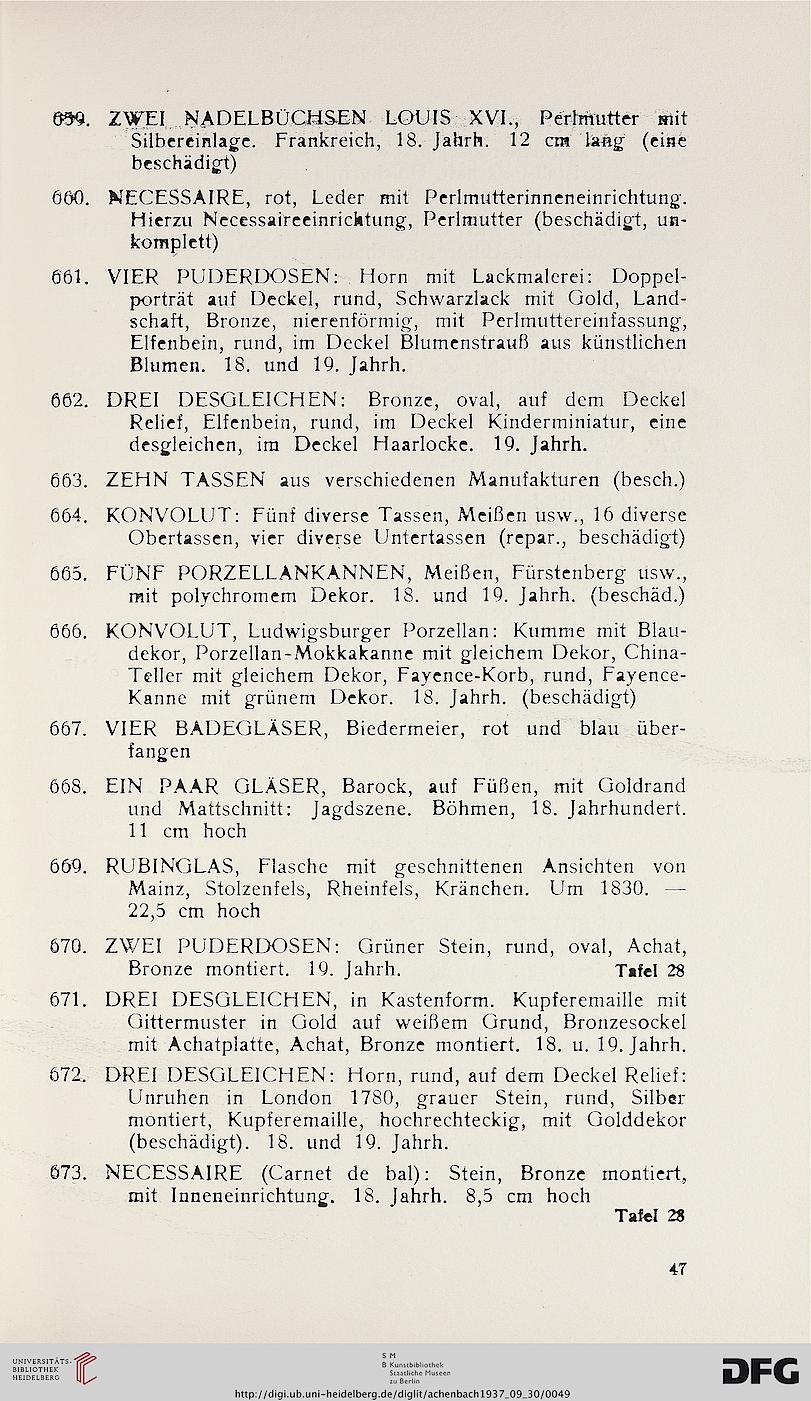 659. ZWEI NADELBÜCHSEN LOUIS XVI., Perlmutter mit
Silbereinlage. Frankreich, 18. Jahrh. 12 cm lang (eine
beschädigt)
660. NECESSAIRE, rot, Leder mit Perlmutterinneneinrichtung.
Hierzu Necessaireeinrichtung, Perlmutter (beschädigt, un-
komplett)
661. VIER PUDERDOSEN: Horn mit Lackmalerei: Doppel-
porträt auf Deckel, rund, Schwarzlack mit Gold, Land-
schaft, Bronze, nierenförmig, mit Perlmuttereinfassung,
Elfenbein, rund, im Deckel Blumenstrauß aus künstlichen
Blumen. 18. und 19. Jahrh.
662. DREI DESGLEICHEN: Bronze, oval, auf dem Deckel
Relief, Elfenbein, rund, im Deckel Kinderminiatur, eine
desgleichen, im Deckel Haarlocke. 19. Jahrh.
663. ZEHN TASSEN aus verschiedenen Manufakturen (besch.)
664. KONVOLUT: Fünf diverse Tassen, Meißen usw., 16 diverse
Obertassen, vier diverse Untertassen (repar., beschädigt)
665. FÜNF PORZELLANKANNEN, Meißen, Fürstenberg usw.,
mit polychromem Dekor. 18. und 19. Jahrh. (beschäd.)
666. KONVOLUT, Ludwigsburger Porzellan: Kumme mit Blau-
dekor, Porzellan-Mokkakanne mit gleichem Dekor, China-
Teller mit gleichem Dekor, Fayence-Korb, rund, Fayence-
Kanne mit grünem Dekor. 18. Jahrh. (beschädigt)
667. VIER BADEGLÄSER, Biedermeier, rot und blau über-
fangen
668. EIN PAAR GLÄSER, Barock, auf Füßen, mit Goldrand
und Mattschnitt: Jagdszene. Böhmen, 18. Jahrhundert.
11 cm hoch
669. RUBINGLAS, Flasche mit geschnittenen Ansichten von
Mainz, Stolzenfels, Rheinfels, Kränchen. Um 1830. —
22,5 cm hoch
670. ZWEI PUDERDOSEN: Grüner Stein, rund, oval, Achat,
Bronze montiert. 19. Jahrh. Tafel 28
671. DREI DESGLEICHEN, in Kastenform. Kupferemaille mit
Gittermuster in Gold auf weißem Grund, Bronzesockel
mit Achatplatte, Achat, Bronze montiert. 18. u. 19. Jahrh.
672. DREI DESGLEICHEN: Horn, rund, auf dem Deckel Relief:
Unruhen in London 1780, grauer Stein, rund, Silber
montiert, Kupferemaille, hochrechteckig, mit Golddekor
(beschädigt). 18. und 19. Jahrh.
673. NECESSAIRE (Carnet de bal): Stein, Bronze montiert,
mit Inneneinrichtung. 18. Jahrh. 8,5 cm hoch
Tafel 28
47
UNIVERSITÄTS-
BIBLIOTHEK
HEIDELBERG
S M
B Kunstbibliothek
Staatliche Museen
zu Berlin
DFG
http://digi.ub.uni-heidelberg.de/diglit/achenbach1937_09_30/0049